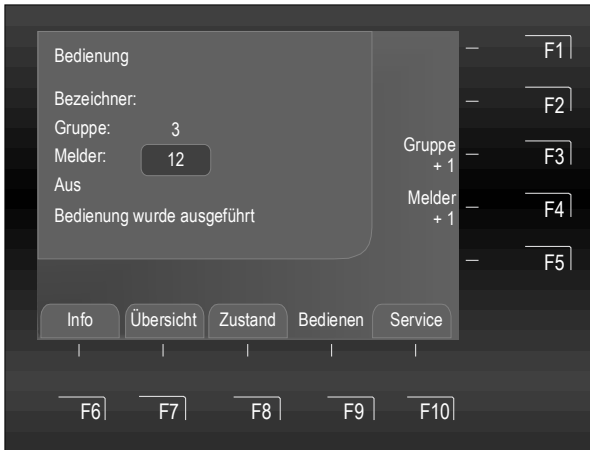 Bedienung
Bezeichner:
Gruppe: 3
Melder: 12
Aus
Bedienung wurde ausgeführt
Gruppe
+ 1
Melder
+ 1
F1
F2
F3
F4
F5
Info Übersicht Zustand Bedienen Service
F6 F7 F8 F9 F10